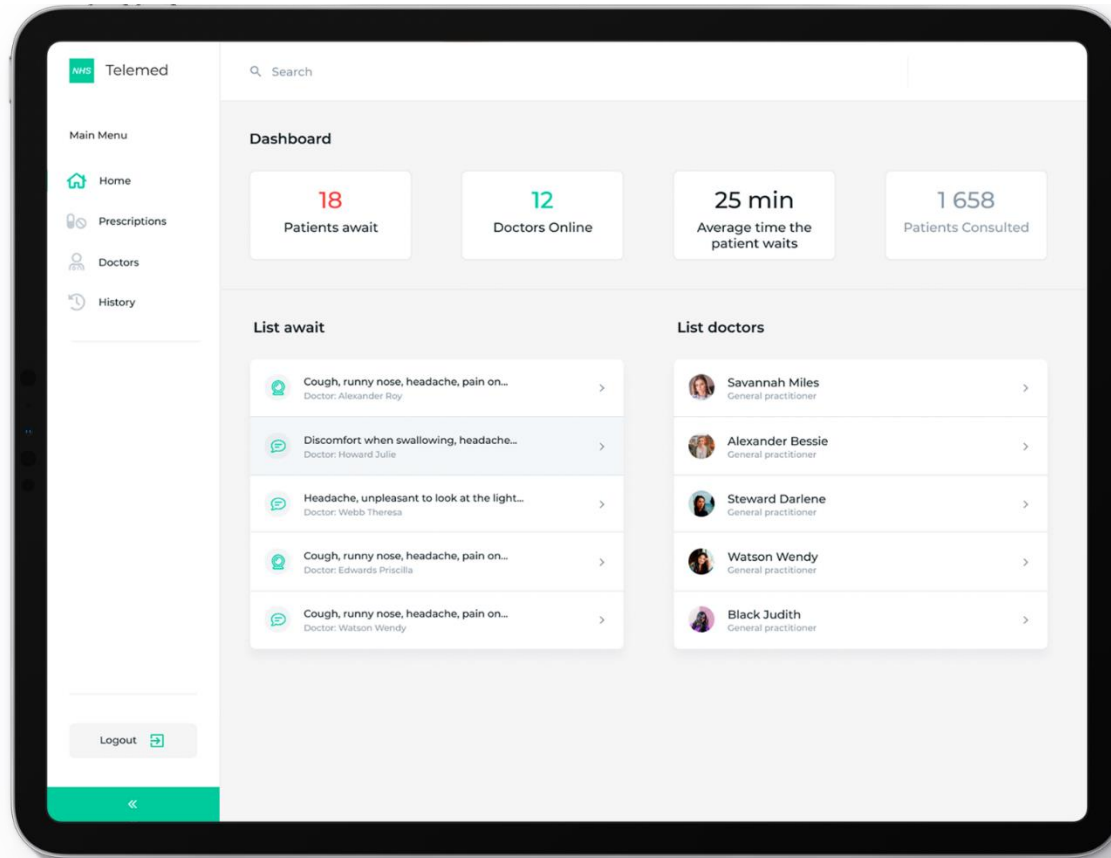 NHS Telemed
Search
Main Menu
Home
Prescriptions
Doctors
History
Logout
Dashboard
18
Patients await
12
Doctors Online
25 min
Average time the
patient waits
1 658
Patients Consulted
List await
Cough, runny nose, headache, pain on...
Doctor: Alexander Roy
Discomfort when swallowing, headache...
Doctor: Howard Julie
Headache, unpleasant to look at the light...
Doctor: Webb Theresa
Cough, runny nose, headache, pain on...
Doctor: Edwards Priscilla
Cough, runny nose, headache, pain on...
Doctor: Watson Wendy
List doctors
Savannah Miles
General practitioner
Alexander Bessie
General practitioner
Steward Darlene
General practitioner
Watson Wendy
General practitioner
Black Judith
General practitioner